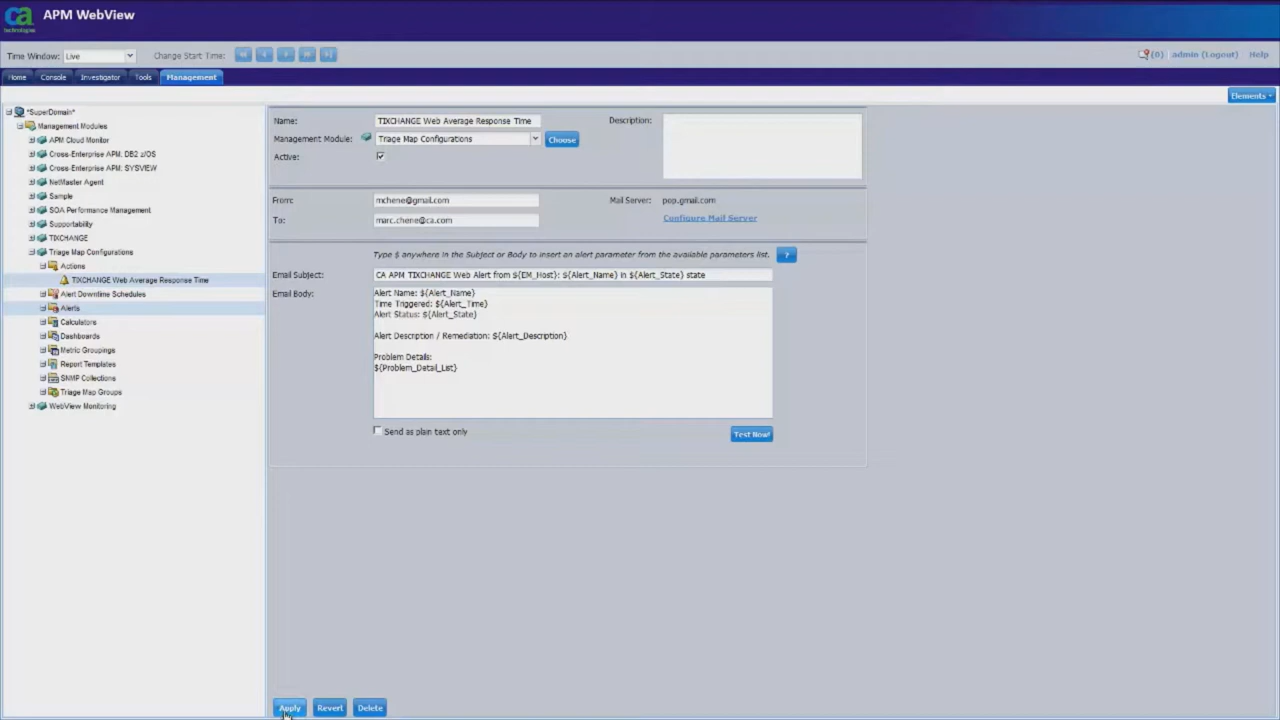 ca
technologies
APM WebView
Time Window: Live
Change Start Time:
(0) admin (Logout) Help
Home Console Investigator Tools Management
Elements
*SuperDomain*
Management Modules
APM Cloud Monitor
Cross-Enterprise APM: DB2 z/OS
Cross-Enterprise APM: SYSVIEW
NetMaster Agent
Sample
SOA Performance Management
Supportability
TIXCHANGE
Triage Map Configurations
Actions
TIXCHANGE Web Average Response Time
Alert Downtime Schedules
Alerts
Calculators
Dashboards
Metric Groupings
Report Templates
SNMP Collections
Triage Map Groups
WebView Monitoring
Name: TIXCHANGE Web Average Response Time
Description:
Management Module: Triage Map Configurations Choose
Active:
From: mchene@gmail.com
Mail Server: pop.gmail.com
To: marc.chene@ca.com
Configure Mail Server
Type $ anywhere in the Subject or Body to insert an alert parameter from the available parameters list. ?
Email Subject: CA APM TIXCHANGE Web Alert from ${EM_Host}: ${Alert_Name} in ${Alert_State} state
Email Body: Alert Name: ${Alert_Name}
Time Triggered: ${Alert_Time}
Alert Status: ${Alert_State}
Alert Description / Remediation: ${Alert_Description}
Problem Details:
${Problem_Detail_List}
Send as plain text only
Test Now!
Apply Revert Delete